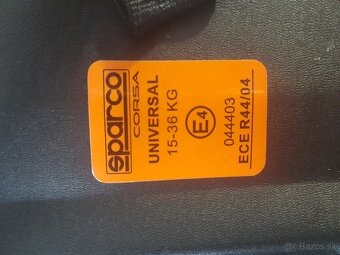 sparco
CORSA
UNIVERSAL
15-36 KG
E4
044403
ECE R44/04
Bazos.sk